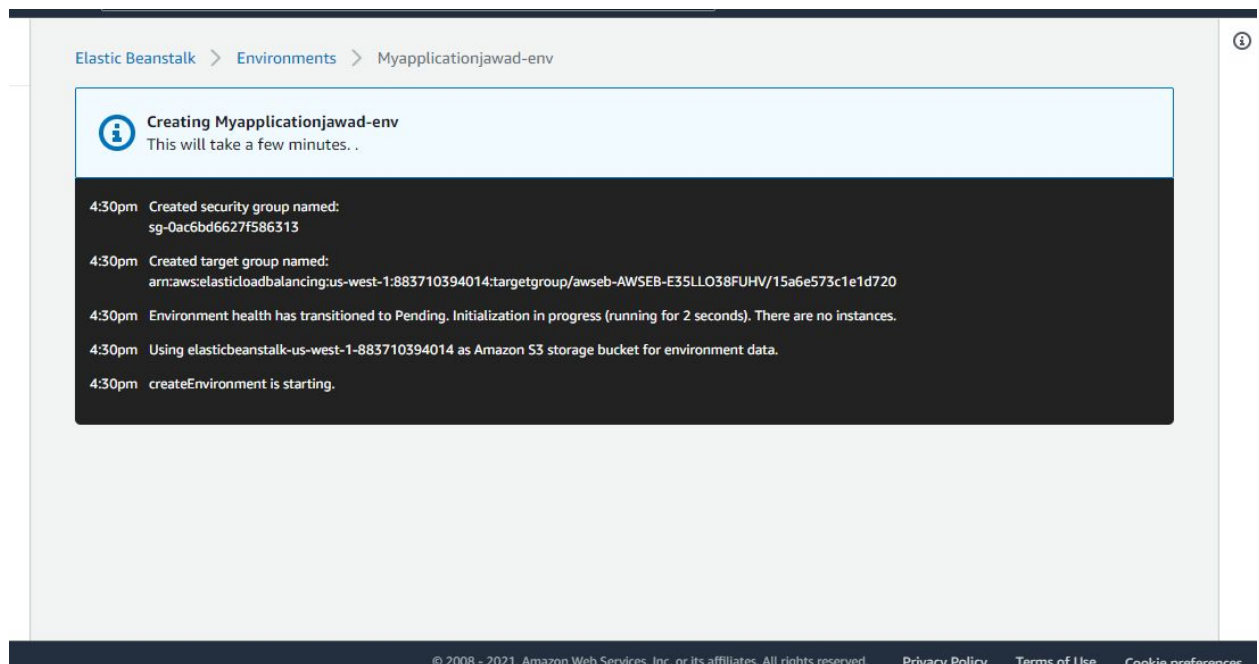 Elastic Beanstalk > Environments > Myapplicationjawad-env
Creating Myapplicationjawad-env
This will take a few minutes. .
4:30pm Created security group named:
sg-0ac6bd6627f586313
4:30pm Created target group named:
arn:aws:elasticloadbalancing:us-west-1:883710394014:targetgroup/awseb-AWSEB-E35LLO38FUHV/15a6e573c1e1d720
4:30pm Environment health has transitioned to Pending. Initialization in progress (running for 2 seconds). There are no instances.
4:30pm Using elasticbeanstalk-us-west-1-883710394014 as Amazon S3 storage bucket for environment data.
4:30pm createEnvironment is starting.
© 2008 - 2021, Amazon Web Services, Inc. or its affiliates. All rights reserved. Privacy Policy Terms of Use Cookie preferences